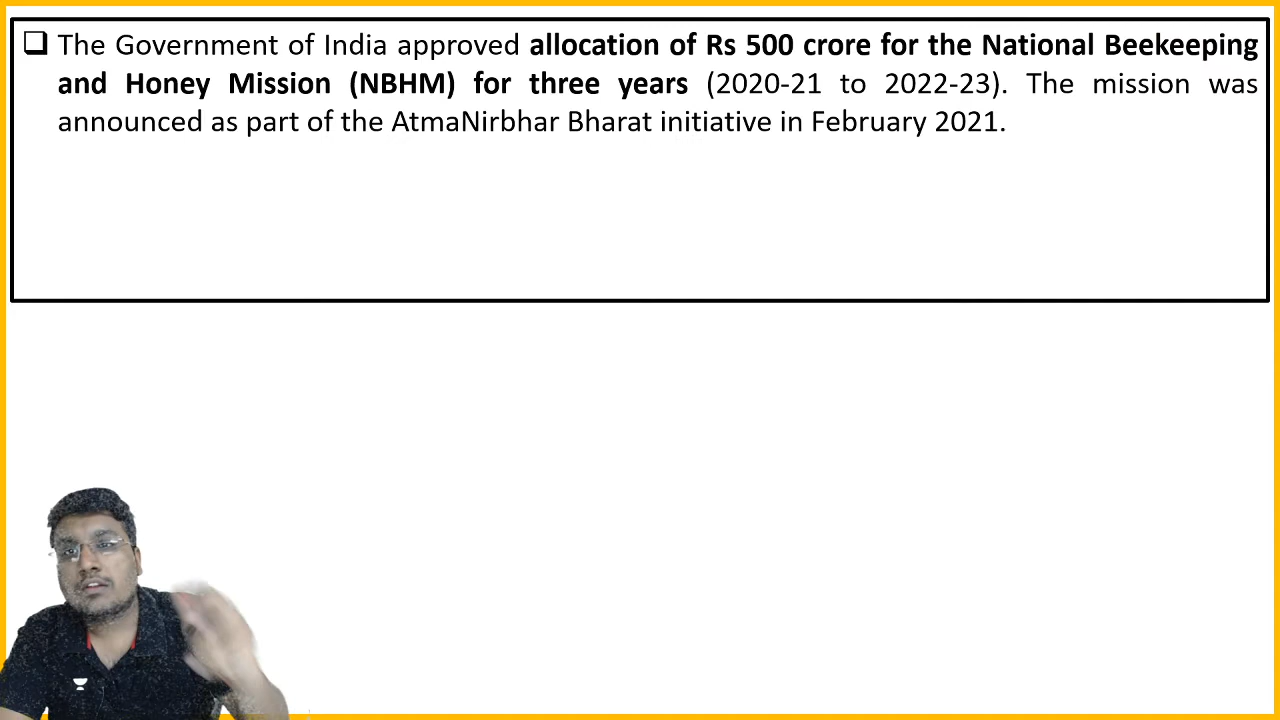 ❑ The Government of India approved allocation of Rs 500 crore for the National Beekeeping
and Honey Mission (NBHM) for three years (2020-21 to 2022-23). The mission was
announced as part of the AtmaNirbhar Bharat initiative in February 2021.